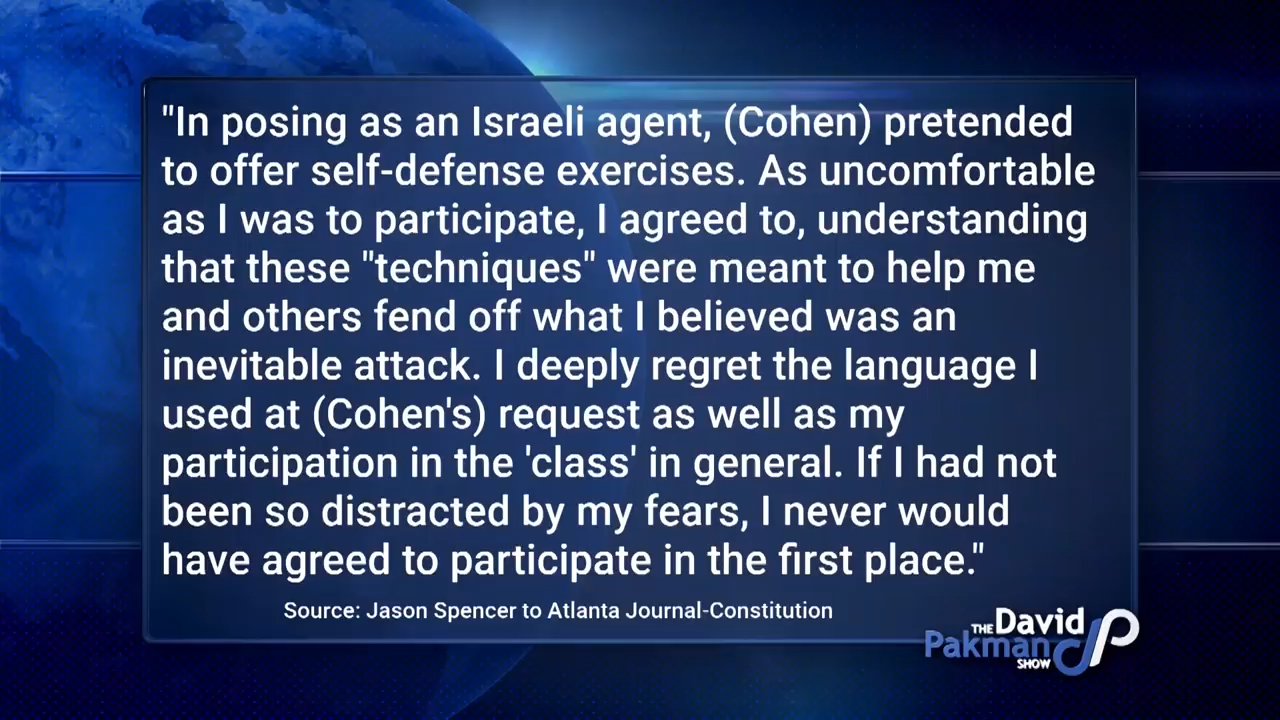 "In posing as an Israeli agent, (Cohen) pretended
to offer self-defense exercises. As uncomfortable
as I was to participate, I agreed to, understanding
that these "techniques" were meant to help me
and others fend off what I believed was an
inevitable attack. I deeply regret the language I
used at (Cohen's) request as well as my
participation in the 'class' in general. If I had not
been so distracted by my fears, I never would
have agreed to participate in the first place."
Source: Jason Spencer to Atlanta Journal-Constitution
THE David
Pakman
SHOW